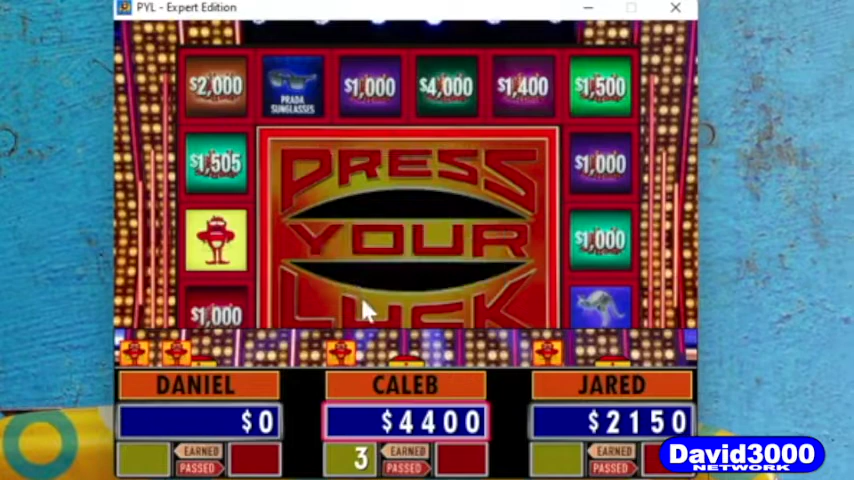 PYL - Expert Edition
$2,000
PRADA
SUNGLASSES
$1,000
$4,000
$1,400
$1,500
$1,505
$1,000
$1,000
$1,000
PRESS
YOUR
LUCK
DANIEL
CALEB
JARED
$0
$4400
$2150
EARNED
PASSED
3
EARNED
PASSED
EARNED
PASSED
David3000
NETWORK